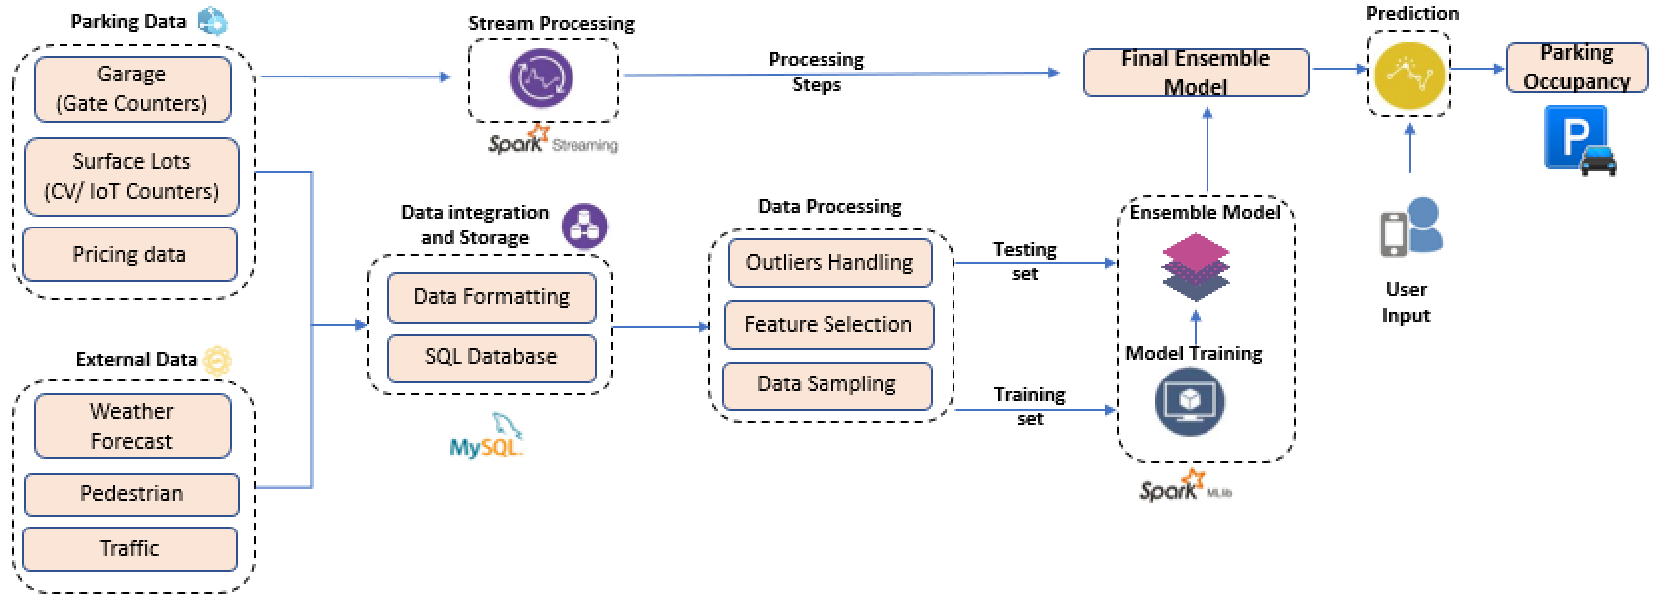 Parking Data
Garage
(Gate Counters)
Surface Lots
(CV/ IoT Counters)
Pricing data
External Data
Weather
Forecast
Pedestrian
Traffic
Stream Processing
Spark Streaming
Processing
Steps
Data integration
and Storage
Data Formatting
SQL Database
MySQL
Data Processing
Outliers Handling
Feature Selection
Data Sampling
Testing
set
Training
set
Final Ensemble
Model
Ensemble Model
Model Training
Spark MLlib
Prediction
User
Input
Parking
Occupancy
P